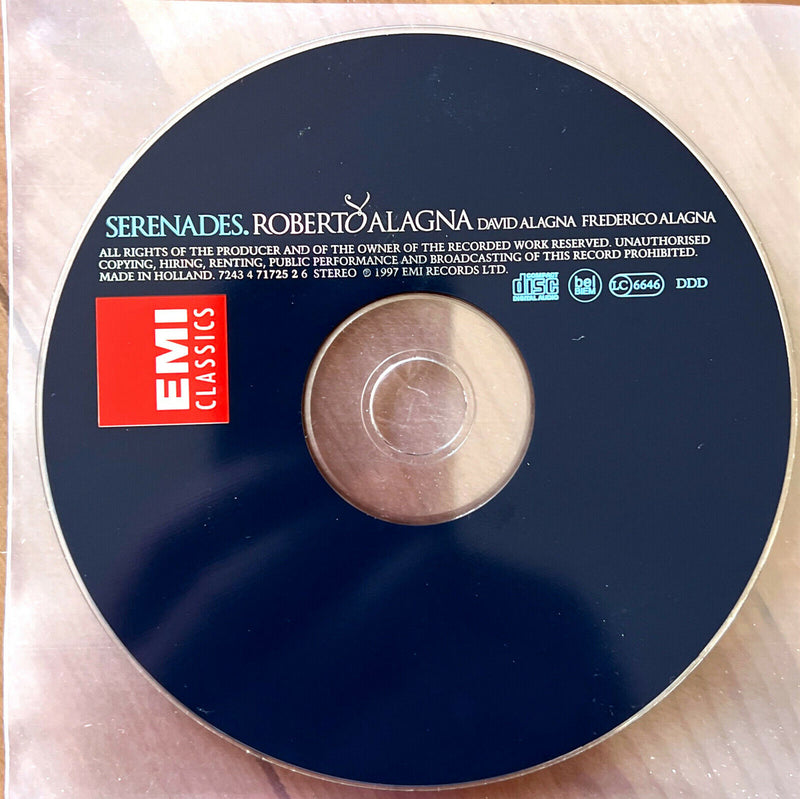 SERENADES. ROBERTO ALAGNA DAVID ALAGNA FREDERICO ALAGNA
ALL RIGHTS OF THE PRODUCER AND OF THE OWNER OF THE RECORDED WORK RESERVED. UNAUTHORISED
COPYING, HIRING, RENTING, PUBLIC PERFORMANCE AND BROADCASTING OF THIS RECORD PROHIBITED.
MADE IN HOLLAND. 7243 4 71725 2 6 STEREO ℗ 1997 EMI RECORDS LTD.
COMPACT
disc
DIGITAL AUDIO
bel
BIEM
LC 6646
DDD
EMI
CLASSICS